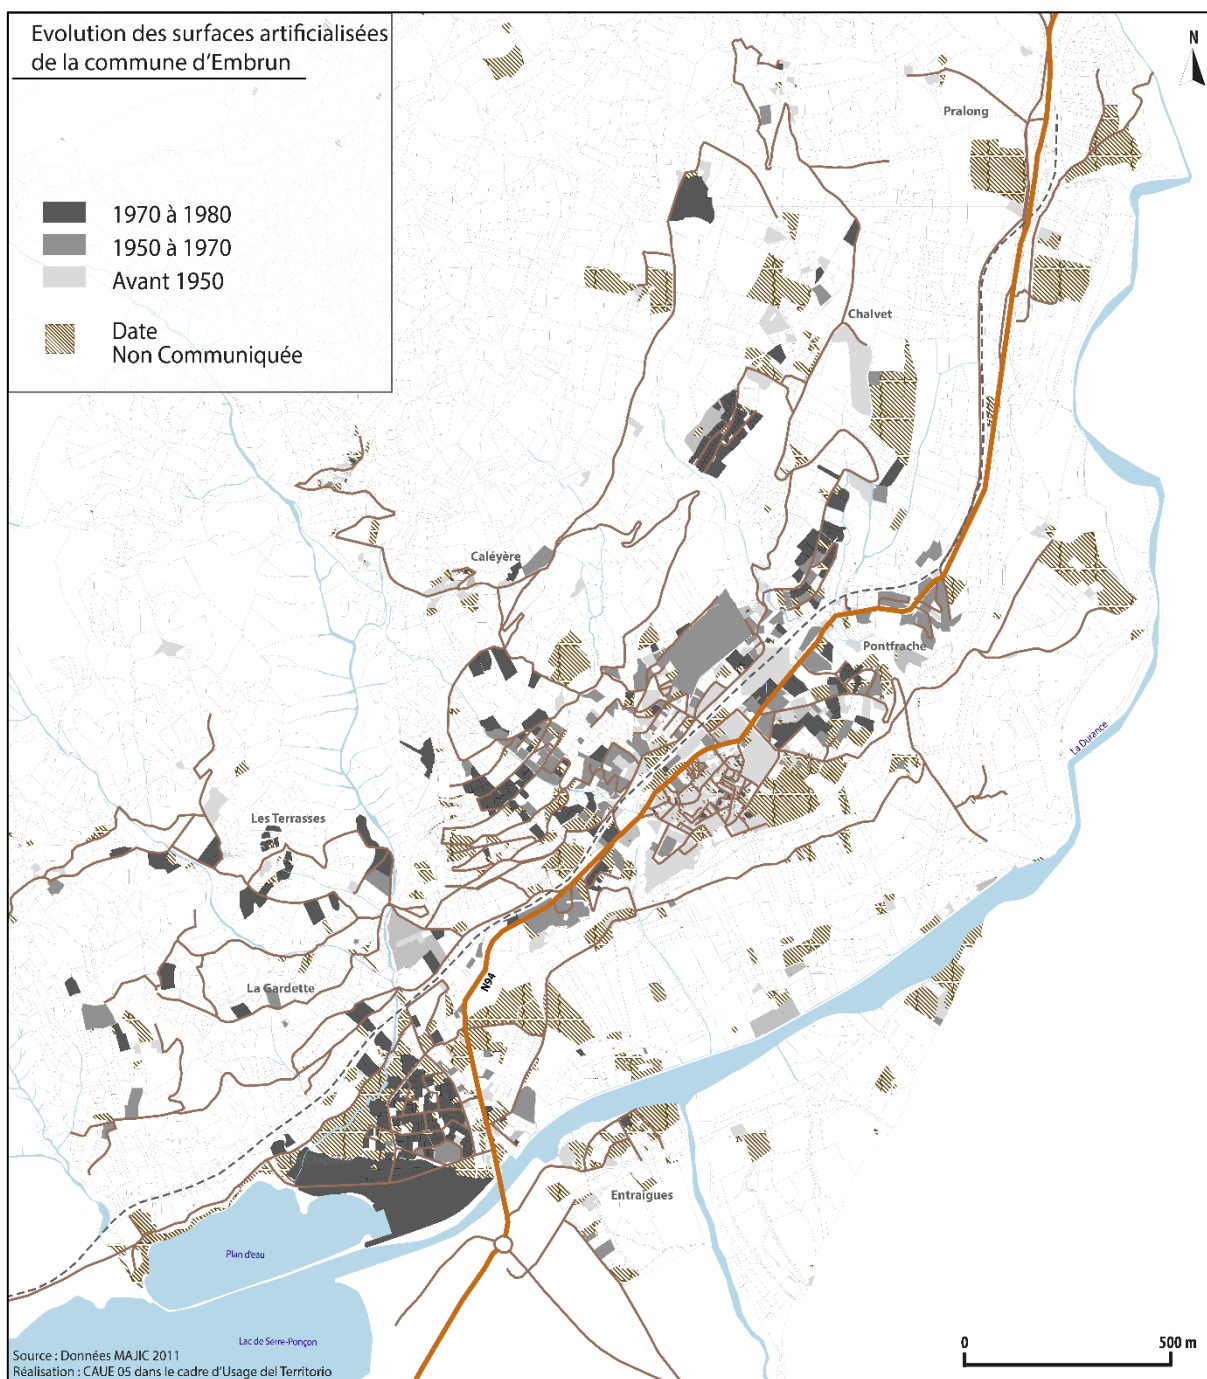 Evolution des surfaces artificialisées
de la commune d'Embrun
1970 à 1980
1950 à 1970
Avant 1950
Date
Non Communiquée
N
Pralong
Chalvet
Caléyère
Pontfrache
La Durance
Les Terrasses
La Gardette
N94
Entraigues
Plan d'eau
Lac de Serre-Ponçon
Source : Données MAJIC 2011
Réalisation : CAUE 05 dans le cadre d'Usage del Territorio
0 500 m